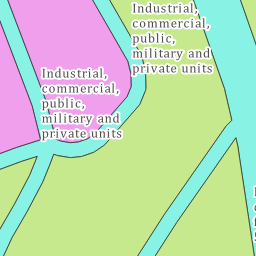 Industrial,
commercial,
public,
military and
private units
Industrial,
commercial,
public,
military and
private units